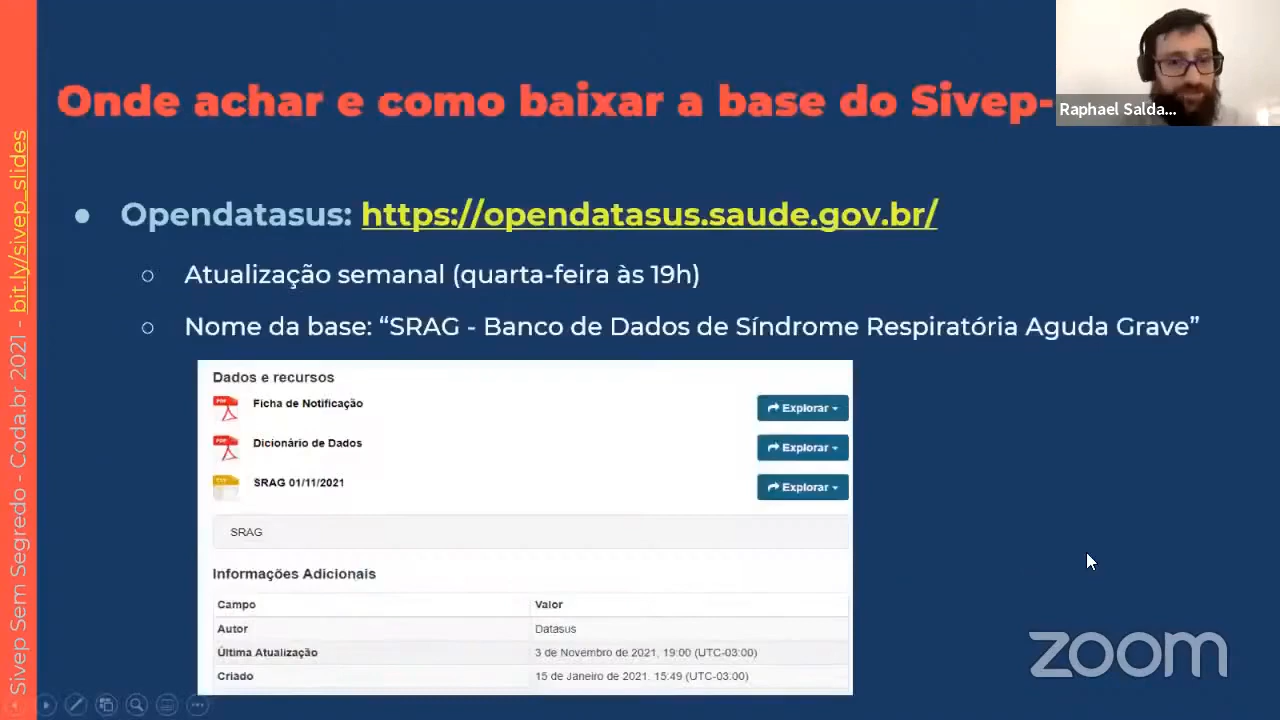 Onde achar e como baixar a base do Sivep-
Raphael Salda...
Opendatasus: https://opendatasus.saude.gov.br/
Atualização semanal (quarta-feira às 19h)
Nome da base: “SRAG - Banco de Dados de Síndrome Respiratória Aguda Grave”
Dados e recursos
PDF Ficha de Notificação Explorar
PDF Dicionário de Dados Explorar
SRAG 01/11/2021 Explorar
SRAG
Informações Adicionais
Campo Valor
Autor Datasus
Última Atualização 3 de Novembro de 2021, 19:00 (UTC-03:00)
Criado 15 de Janeiro de 2021, 15:49 (UTC-03:00)
Sivep Sem Segredo - Coda.br 2021 - bit.ly/sivep_slides
zoom